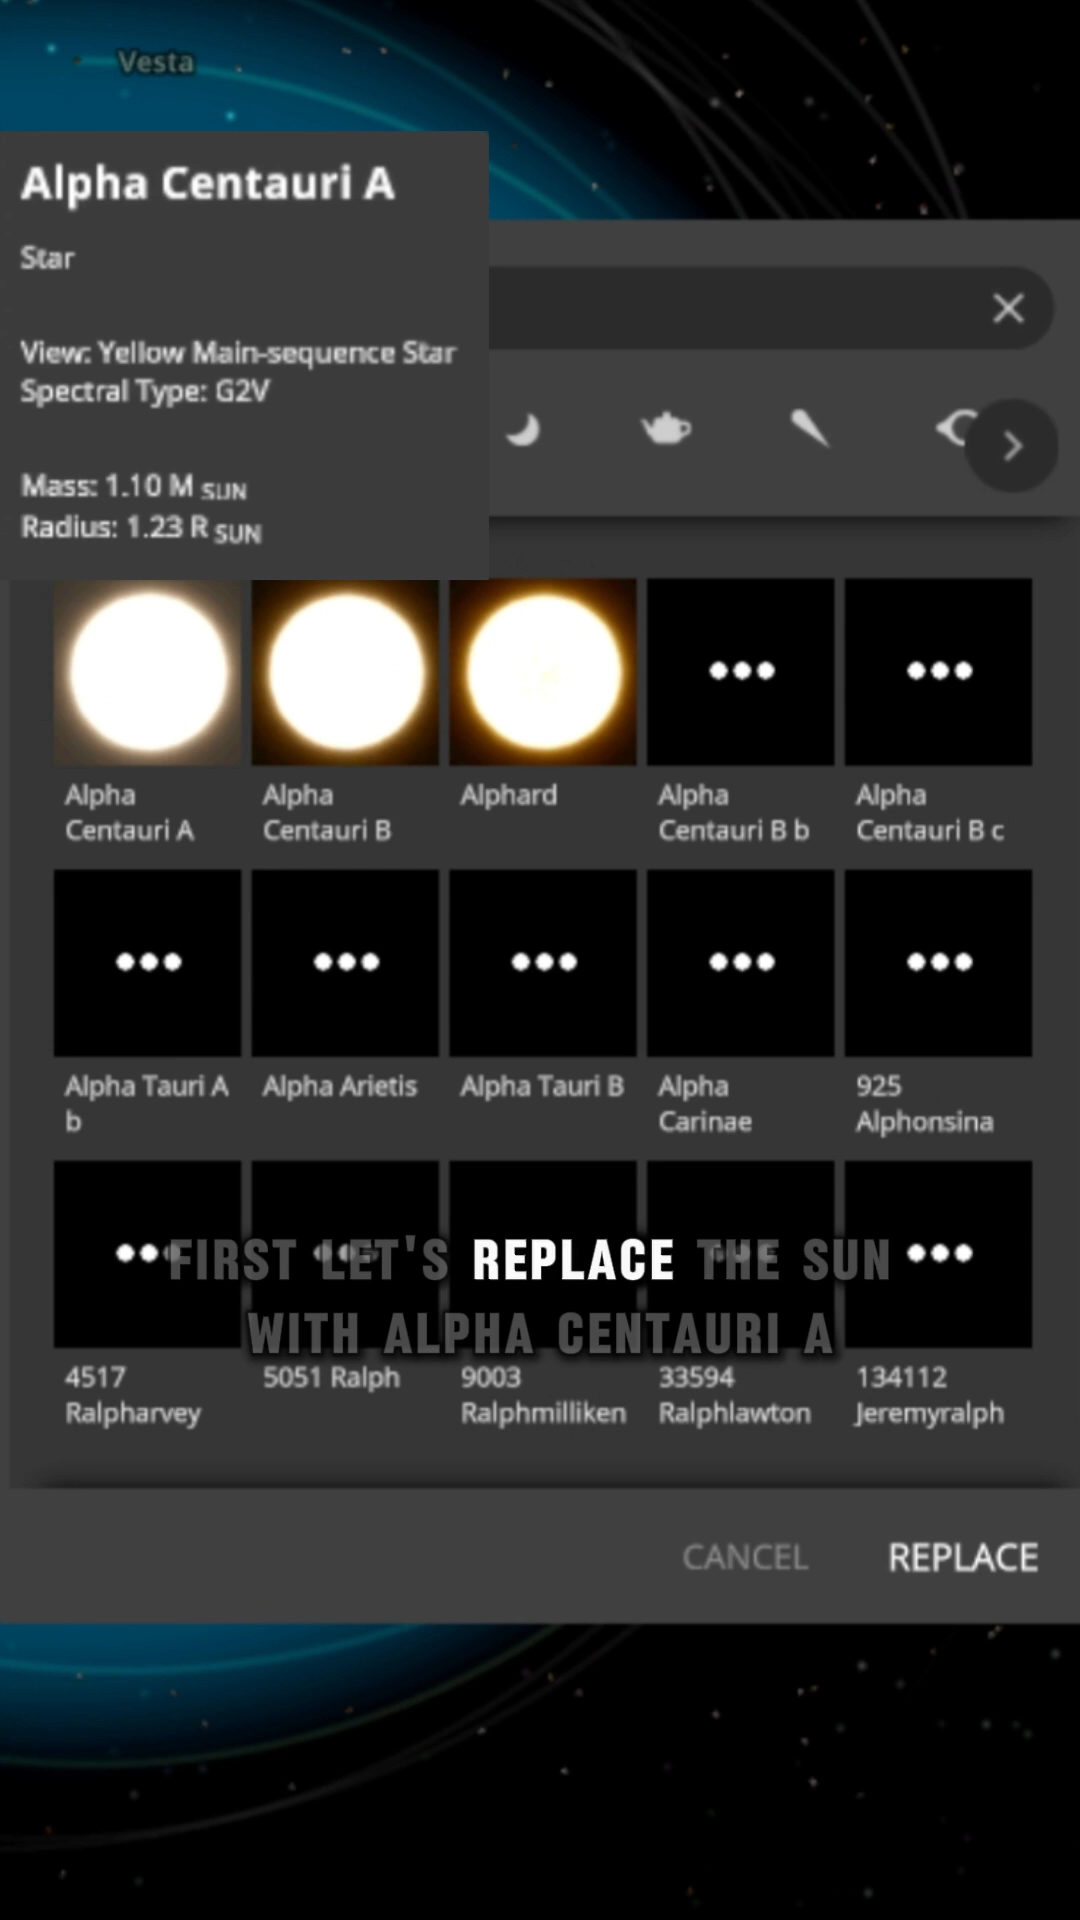 Vesta
Alpha Centauri A
Star
View: Yellow Main-sequence Star
Spectral Type: G2V
Mass: 1.10 M SUN
Radius: 1.23 R SUN
Alpha
Centauri A
Alpha
Centauri B
Alphard
Alpha
Centauri B b
Alpha
Centauri B c
Alpha Tauri A
b
Alpha Arietis
Alpha Tauri B
Alpha
Carinae
925
Alphonsina
FIRST LET'S REPLACE THE SUN
WITH ALPHA CENTAURI A
4517
Ralpharvey
5051 Ralph
9003
Ralphmilliken
33594
Ralphlawton
134112
Jeremyralph
CANCEL
REPLACE